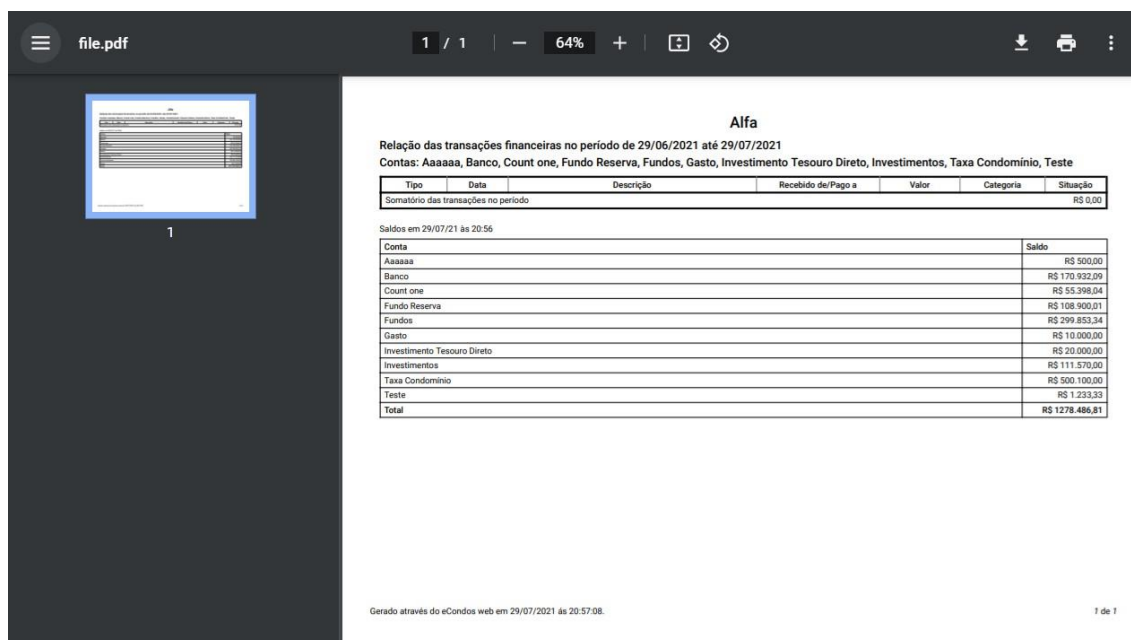 file.pdf
1 / 1 | − 64% + |
1
Alfa
Relação das transações financeiras no período de 29/06/2021 até 29/07/2021
Contas: Aaaaaa, Banco, Count one, Fundo Reserva, Fundos, Gasto, Investimento Tesouro Direto, Investimentos, Taxa Condomínio, Teste
Tipo Data Descrição Recebido de/Pago a Valor Categoria Situação
Somatório das transações no período R$ 0,00
Saldos em 29/07/21 às 20:56
Conta Saldo
Aaaaaa R$ 500,00
Banco R$ 170.932,09
Count one R$ 55.398,04
Fundo Reserva R$ 108.900,01
Fundos R$ 299.853,34
Gasto R$ 10.000,00
Investimento Tesouro Direto R$ 20.000,00
Investimentos R$ 111.570,00
Taxa Condomínio R$ 500.100,00
Teste R$ 1.233,33
Total R$ 1278.486,81
Gerado através do eCondos web em 29/07/2021 ás 20:57:08. 1 de 1